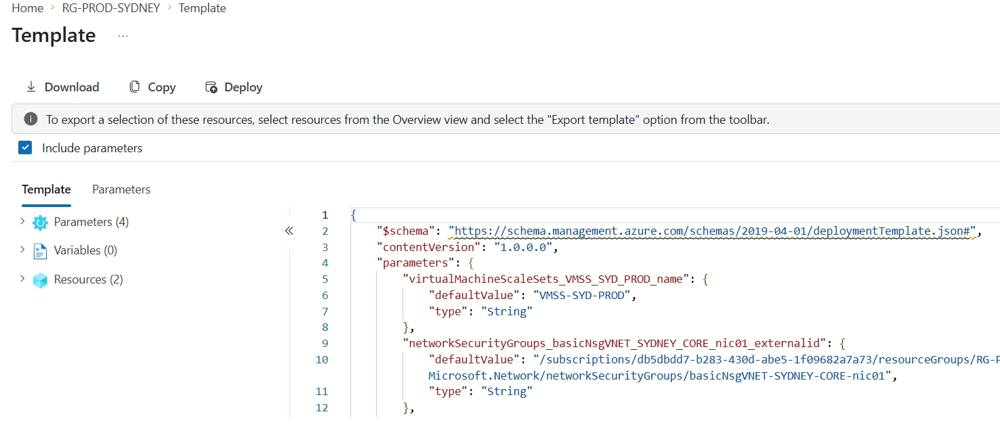 Home > RG-PROD-SYDNEY > Template
Template ...
Download Copy Deploy
To export a selection of these resources, select resources from the Overview view and select the "Export template" option from the toolbar.
Include parameters
Template Parameters
Parameters (4)
Variables (0)
Resources (2)
1 {
2 "$schema": "https://schema.management.azure.com/schemas/2019-04-01/deploymentTemplate.json#",
3 "contentVersion": "1.0.0.0",
4 "parameters": {
5 "virtualMachineScaleSets_VMSS_SYD_PROD_name": {
6 "defaultValue": "VMSS-SYD-PROD",
7 "type": "String"
8 },
9 "networkSecurityGroups_basicNsgVNET_SYDNEY_CORE_nic01_externalid": {
10 "defaultValue": "/subscriptions/db5dbdd7-b283-430d-abe5-1f09682a7a73/resourceGroups/RG-P
Microsoft.Network/networkSecurityGroups/basicNsgVNET-SYDNEY-CORE-nic01",
11 "type": "String"
12 },